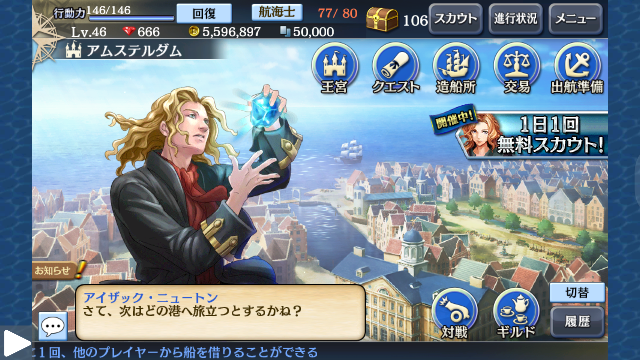 行動力 146/146
回復
航海士
77/ 80
106
スカウト
進行状況
メニュー
Lv.46
666
5,596,897
50,000
アムステルダム
王宮
クエスト
造船所
交易
出航準備
開催中!
1日1回
無料スカウト!
お知らせ
アイザック・ニュートン
さて、次はどの港へ旅立つとするかね?
対戦
ギルド
切替
履歴
に1回、他のプレイヤーから船を借りることができる